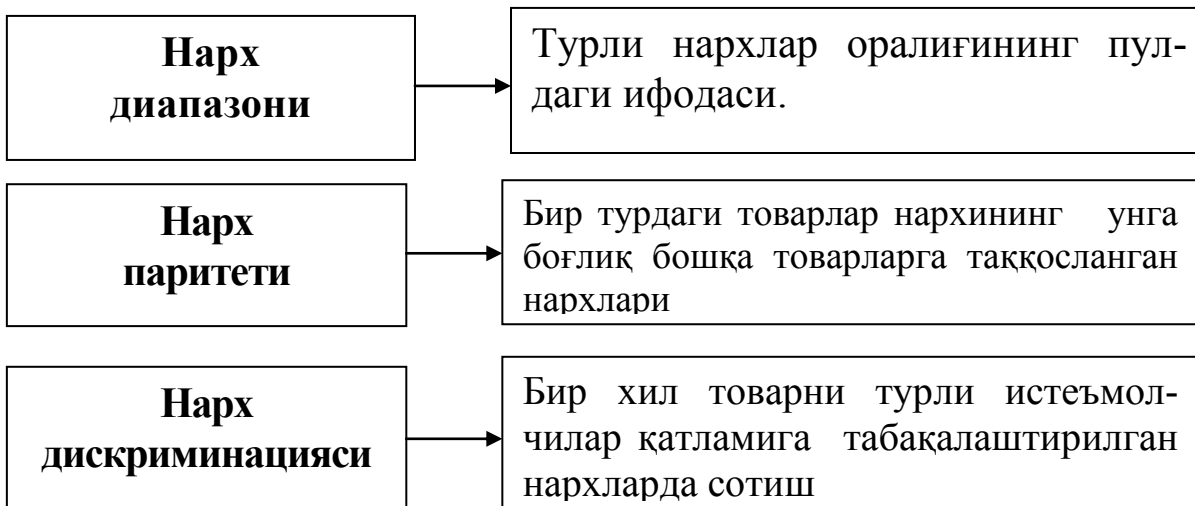 Нарх
диапазони
Турли нархлар оралиғининг пул-
даги ифодаси.
Нарх
паритети
Бир турдаги товарлар нархининг унга
боғлиқ бошқа товарларга таққосланган
нархлари
Нарх
дискриминацияси
Бир хил товарни турли истеъмол-
чилар қатламига табақалаштирилган
нархларда сотиш